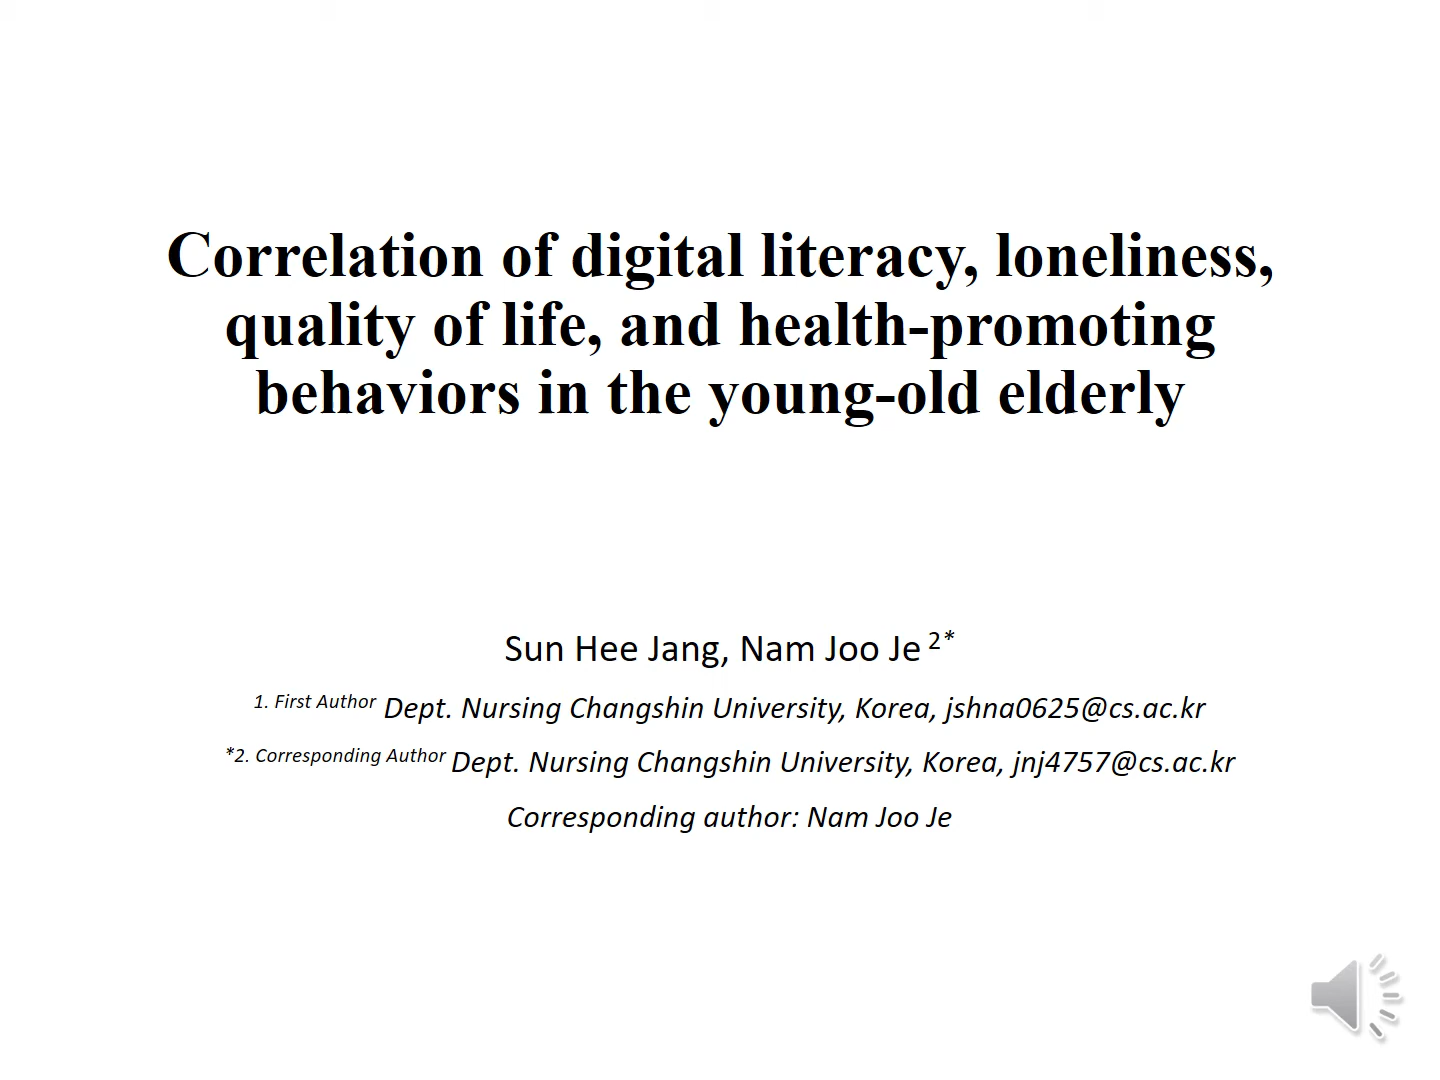 Correlation of digital literacy, loneliness,
quality of life, and health-promoting
behaviors in the young-old elderly
Sun Hee Jang, Nam Joo Je 2*
1. First Author Dept. Nursing Changshin University, Korea, jshna0625@cs.ac.kr
*2. Corresponding Author Dept. Nursing Changshin University, Korea, jnj4757@cs.ac.kr
Corresponding author: Nam Joo Je